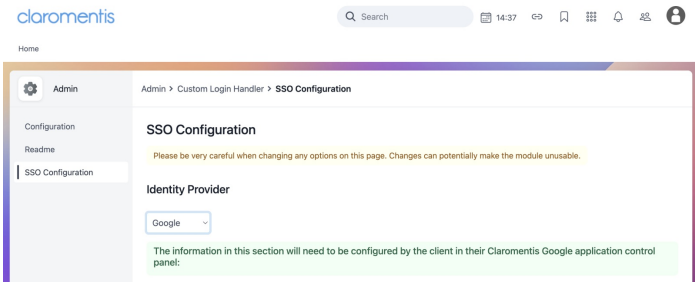 claromentis
Search
14:37
Home
Admin
Admin > Custom Login Handler > SSO Configuration
Configuration
Readme
SSO Configuration
SSO Configuration
Please be very careful when changing any options on this page. Changes can potentially make the module unusable.
Identity Provider
Google
The information in this section will need to be configured by the client in their Claromentis Google application control
panel: